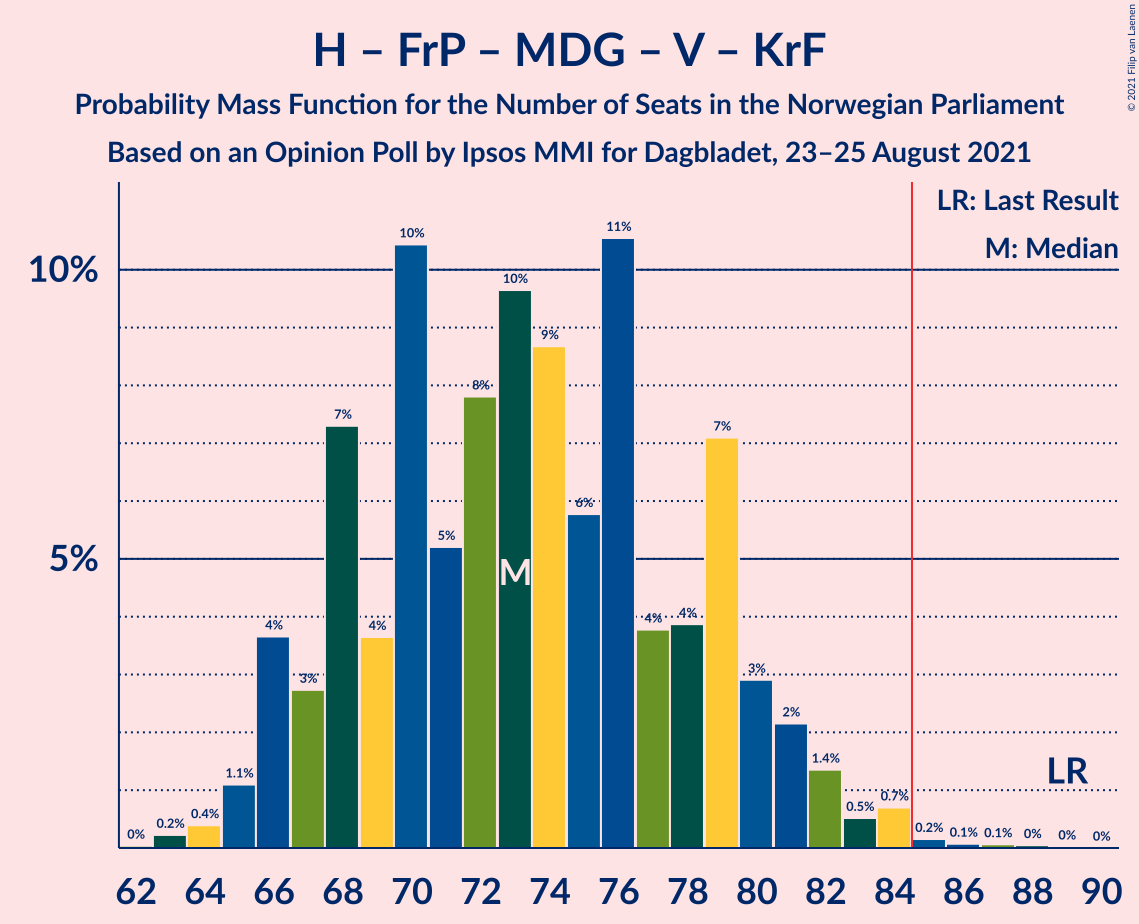 H – FrP – MDG – V – KrF
Probability Mass Function for the Number of Seats in the Norwegian Parliament
Based on an Opinion Poll by Ipsos MMI for Dagbladet, 23–25 August 2021
© 2021 Filip van Laenen
LR: Last Result
M: Median
10%
5%
0% 0.2% 0.4% 1.1% 4% 3% 7% 4% 10% 5% 8% 10% 9% 6% 11% 4% 4% 7% 3% 2% 1.4% 0.5% 0.7% 0.2% 0.1% 0.1% 0% 0% 0%
M
LR
62 64 66 68 70 72 74 76 78 80 82 84 86 88 90